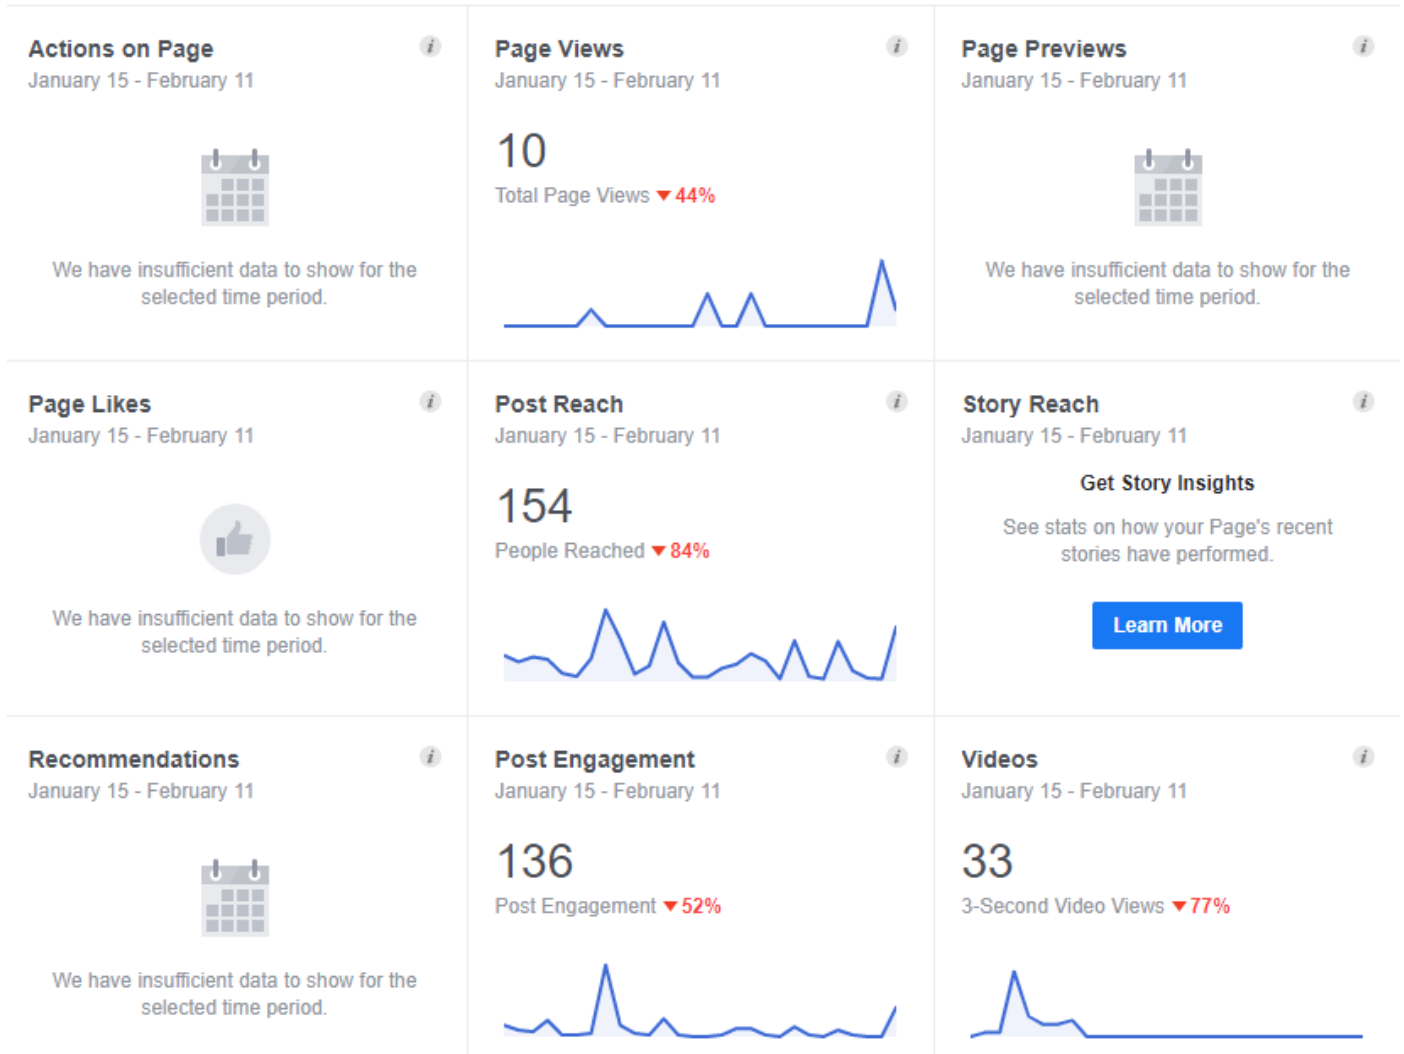 Actions on Page
January 15 - February 11
We have insufficient data to show for the
selected time period.
Page Views
January 15 - February 11
10
Total Page Views ▼44%
Page Previews
January 15 - February 11
We have insufficient data to show for the
selected time period.
Page Likes
January 15 - February 11
We have insufficient data to show for the
selected time period.
Post Reach
January 15 - February 11
154
People Reached ▼84%
Story Reach
January 15 - February 11
Get Story Insights
See stats on how your Page's recent
stories have performed.
Learn More
Recommendations
January 15 - February 11
We have insufficient data to show for the
selected time period.
Post Engagement
January 15 - February 11
136
Post Engagement ▼52%
Videos
January 15 - February 11
33
3-Second Video Views ▼77%